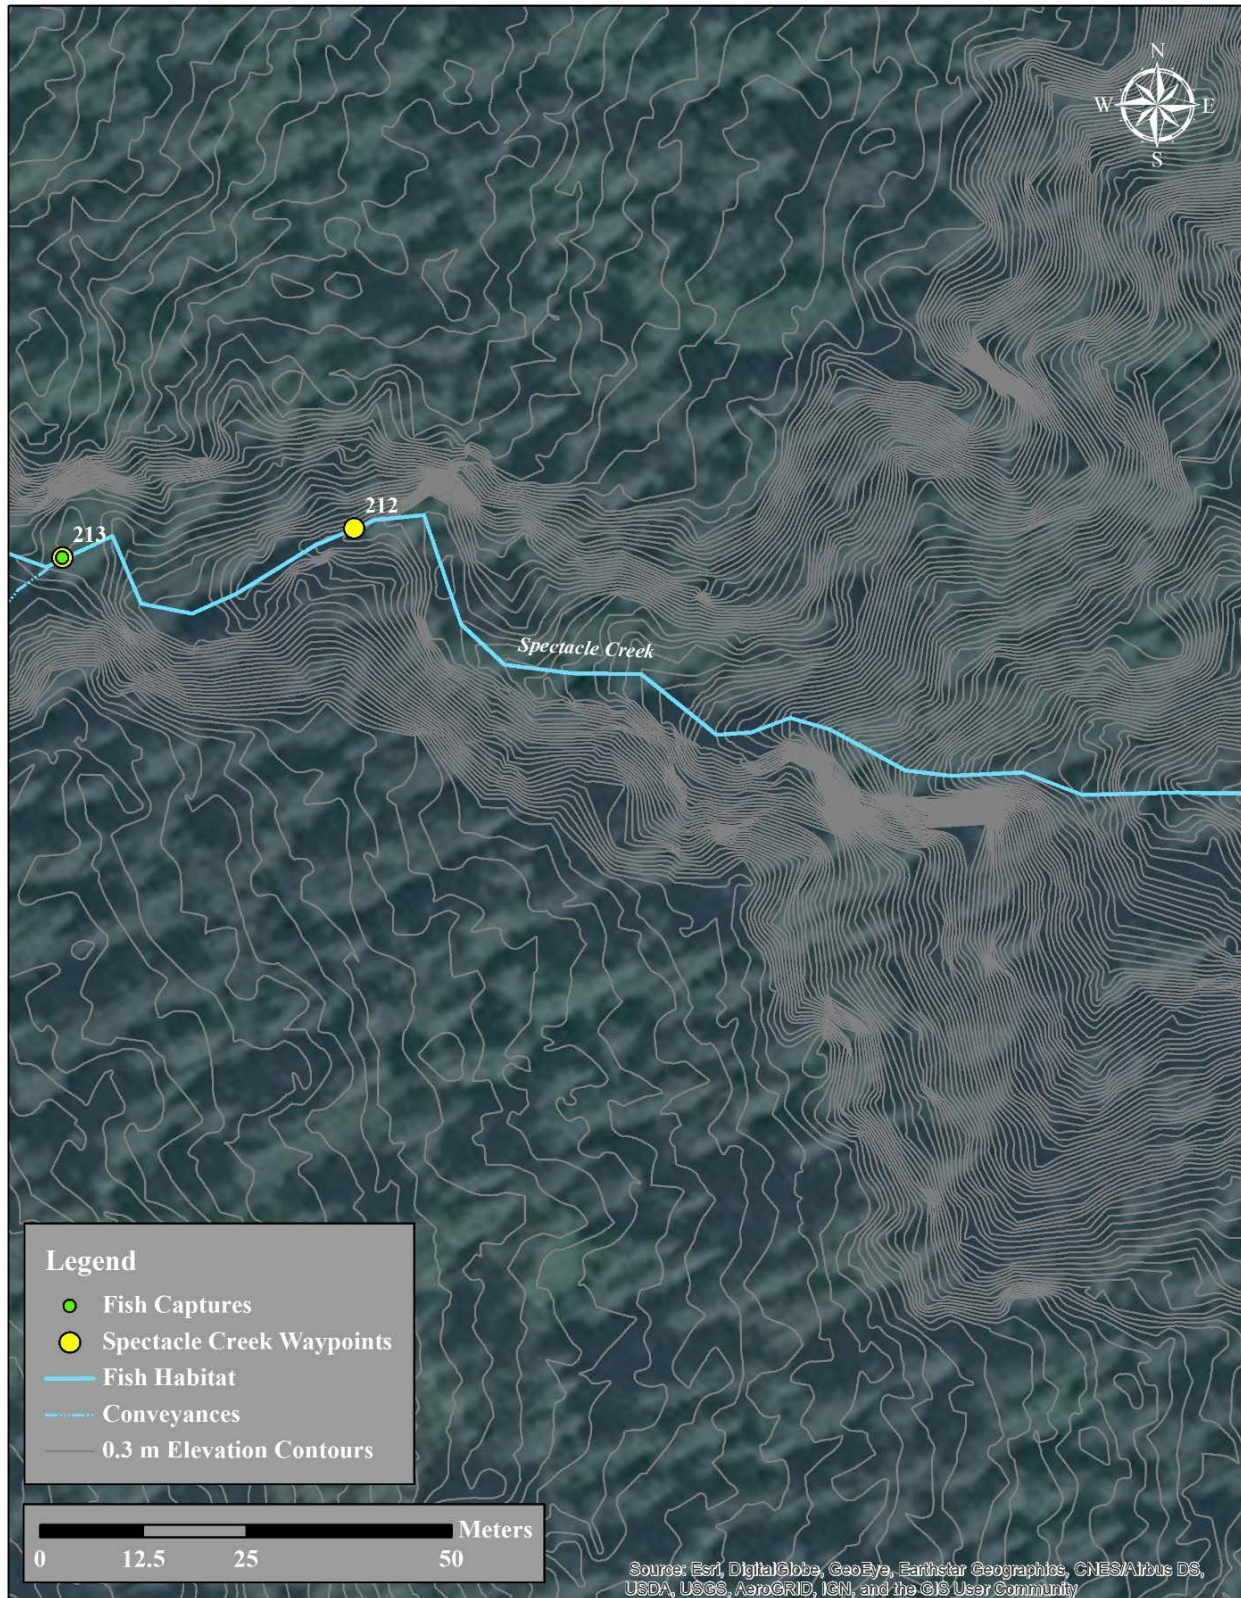 N
W E
S
212
213
Spectacle Creek
Legend
Fish Captures
Spectacle Creek Waypoints
Fish Habitat
Conveyances
0.3 m Elevation Contours
Meters
0 12.5 25 50
Source: Esri, DigitalGlobe, GeoEye, Earthstar Geographics, CNES/Airbus DS,
USDA, USGS, AeroGRID, IGN, and the GIS User Community